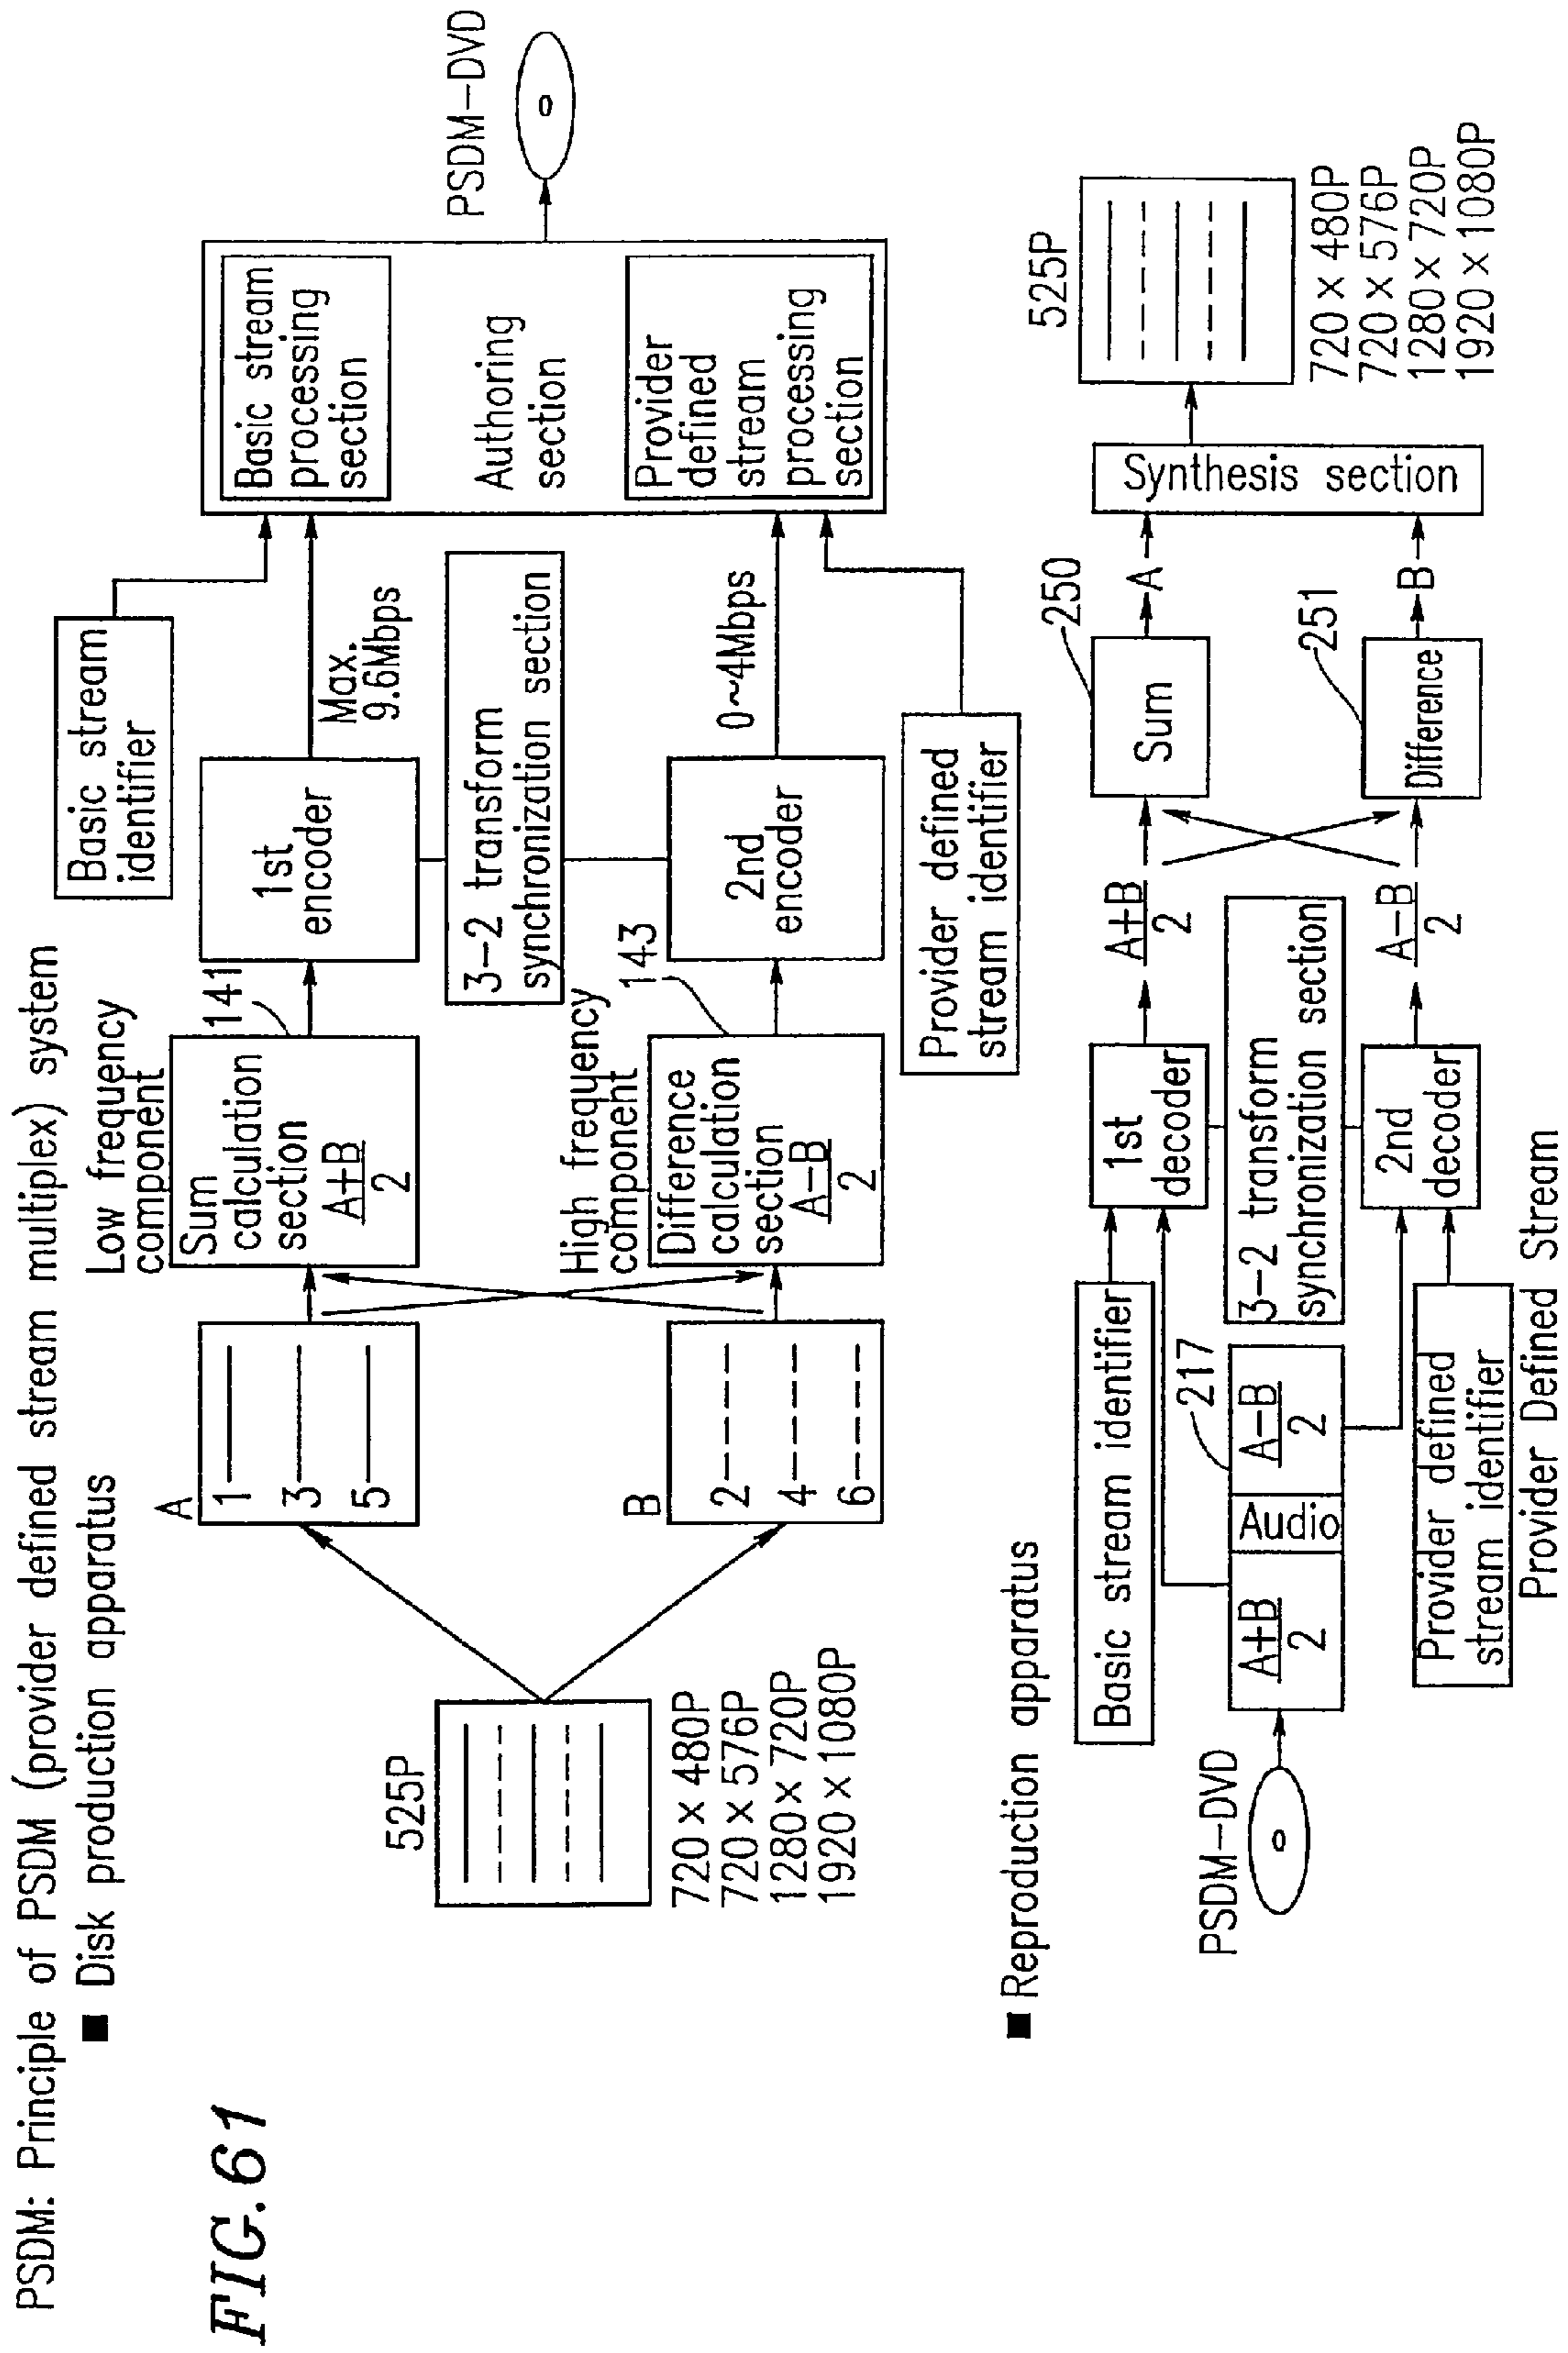 PSDM: Principle of PSDM (provider defined stream multiplex) system
■ Disk production apparatus
FIG. 61
525P
720×480P
720×576P
1280×720P
1920×1080P
A
1
3
5
B
2
4
6
Low frequency
component
Sum
calculation
section
A+B
2
141
High frequency
component
Difference
calculation
section
A−B
2
143
Basic stream
identifier
1st
encoder
Max.
9.6Mbps
3−2 transform
synchronization section
2nd
encoder
0~4Mbps
Provider defined
stream identifier
Basic stream
processing
section
Authoring
section
Provider
defined
stream
processing
section
PSDM−DVD
■ Reproduction apparatus
PSDM−DVD
Basic stream identifier
A+B
2
Audio
A−B
2
217
Provider defined
stream identifier
Provider Defined Stream
1st
decoder
3−2 transform
synchronization section
2nd
decoder
A+B
2
A−B
2
Sum
250
Difference
251
A
B
Synthesis section
525P
720×480P
720×576P
1280×720P
1920×1080P